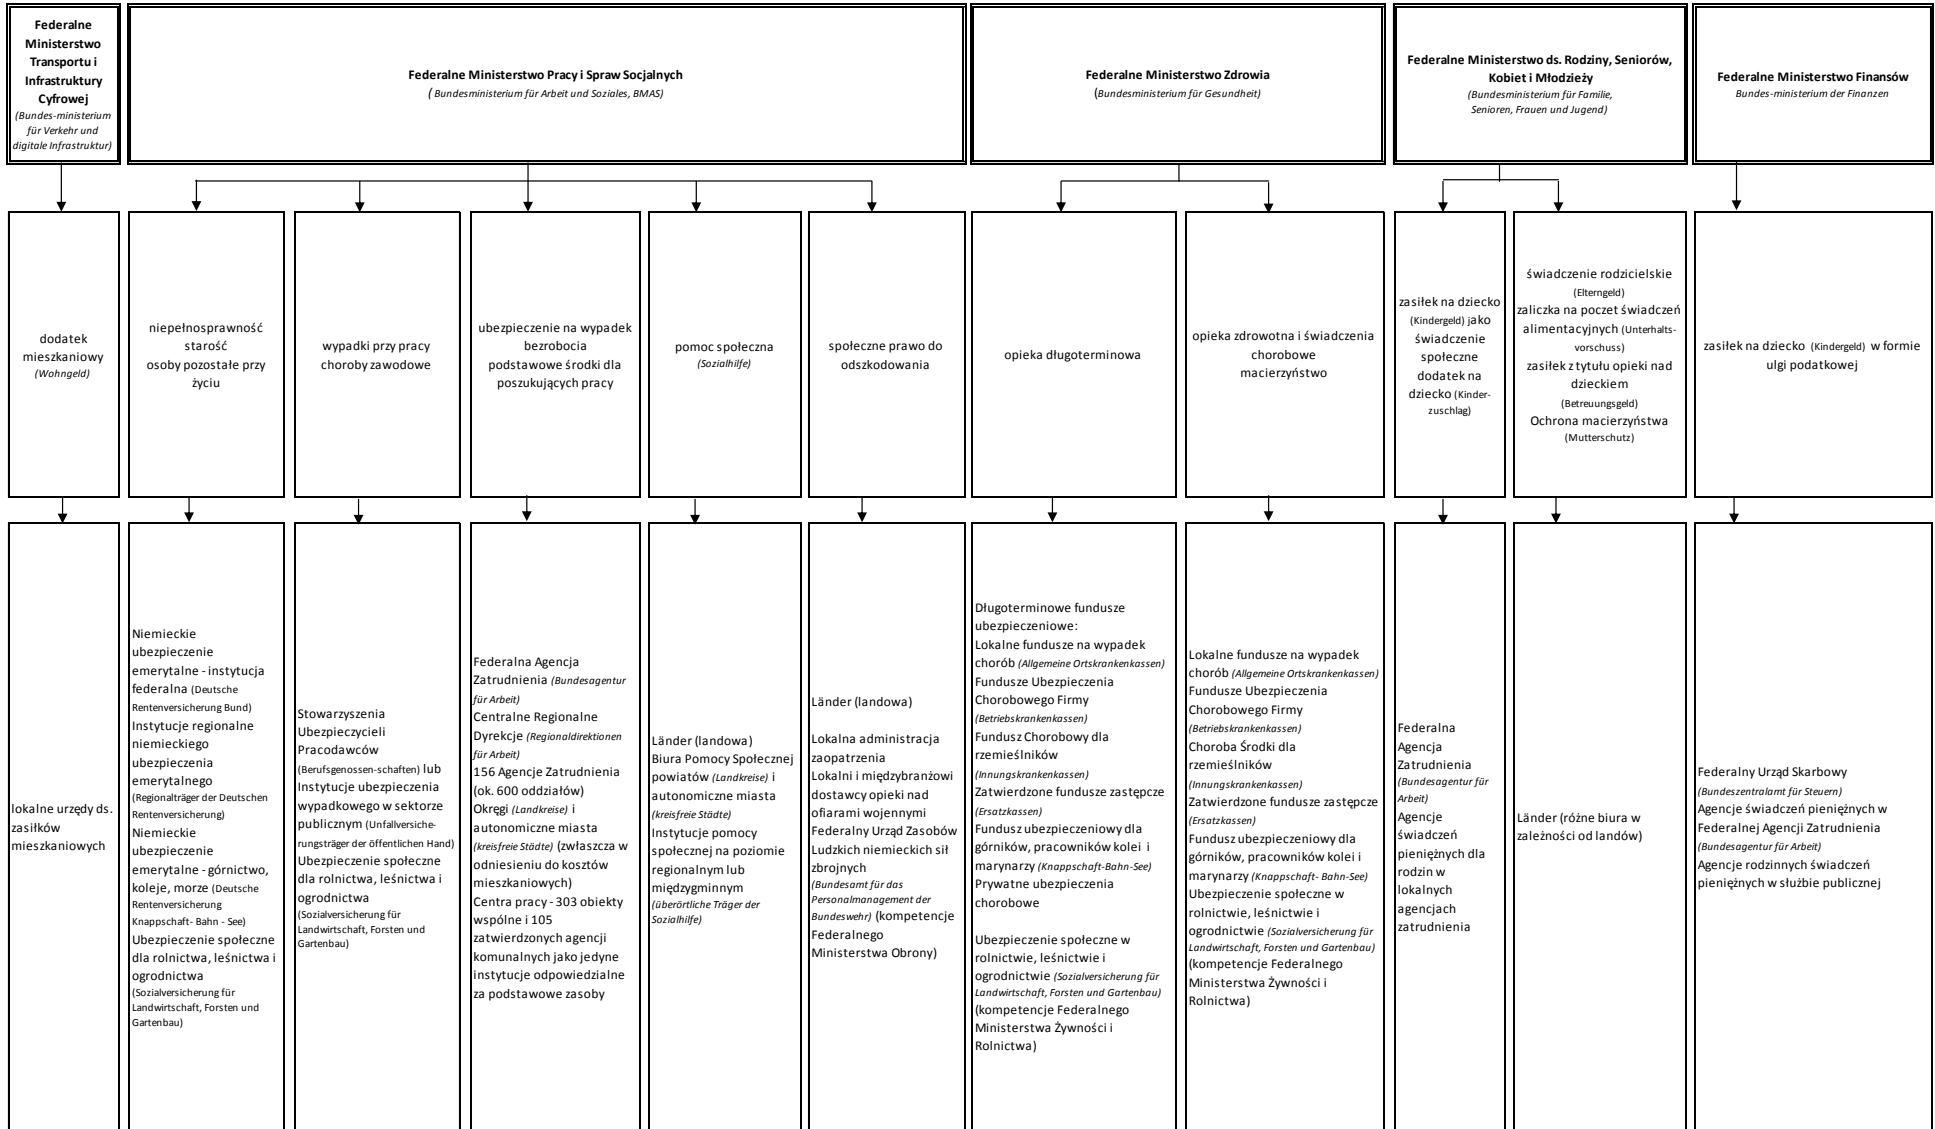 Federalne
Ministerstwo
Transportu i
Infrastruktury
Cyfrowej
(Bundes-ministerium
für Verkehr und
digitale Infrastruktur)
Federalne Ministerstwo Pracy i Spraw Socjalnych
( Bundesministerium für Arbeit und Soziales, BMAS)
Federalne Ministerstwo Zdrowia
(Bundesministerium für Gesundheit)
Federalne Ministerstwo ds. Rodziny, Seniorów,
Kobiet i Młodzieży
(Bundesministerium für Familie,
Senioren, Frauen und Jugend)
Federalne Ministerstwo Finansów
Bundes-ministerium der Finanzen
dodatek
mieszkaniowy
(Wohngeld)
niepełnosprawność
starość
osoby pozostałe przy
życiu
wypadki przy pracy
choroby zawodowe
ubezpieczenie na wypadek
bezrobocia
podstawowe środki dla
poszukujących pracy
pomoc społeczna
(Sozialhilfe)
społeczne prawo do
odszkodowania
opieka długoterminowa
opieka zdrowotna i świadczenia
chorobowe
macierzyństwo
zasiłek na dziecko
(Kindergeld) jako
świadczenie
społeczne
dodatek na
dziecko (Kinder-
zuschlag)
świadczenie rodzicielskie
(Elterngeld)
zaliczka na poczet świadczeń
alimentacyjnych (Unterhalts-
vorschuss)
zasiłek z tytułu opieki nad
dzieckiem
(Betreuungsgeld)
Ochrona macierzyństwa
(Mutterschutz)
zasiłek na dziecko (Kindergeld) w formie
ulgi podatkowej
lokalne urzędy ds.
zasiłków
mieszkaniowych
Niemieckie
ubezpieczenie
emerytalne - instytucja
federalna (Deutsche
Rentenversicherung Bund)
Instytucje regionalne
niemieckiego
ubezpieczenia
emerytalnego
(Regionalträger der Deutschen
Rentenversicherung)
Niemieckie
ubezpieczenie
emerytalne - górnictwo,
koleje, morze (Deutsche
Rentenversicherung
Knappschaft- Bahn - See)
Ubezpieczenie społeczne
dla rolnictwa, leśnictwa i
ogrodnictwa
(Sozialversicherung für
Landwirtschaft, Forsten und
Gartenbau)
Stowarzyszenia
Ubezpieczycieli
Pracodawców
(Berufsgenossen-schaften) lub
Instytucje ubezpieczenia
wypadkowego w sektorze
publicznym (Unfallversiche-
rungsträger der öffentlichen Hand)
Ubezpieczenie społeczne
dla rolnictwa, leśnictwa i
ogrodnictwa
(Sozialversicherung für
Landwirtschaft, Forsten und
Gartenbau)
Federalna Agencja
Zatrudnienia (Bundesagentur
für Arbeit)
Centralne Regionalne
Dyrekcje (Regionaldirektionen
für Arbeit)
156 Agencje Zatrudnienia
(ok. 600 oddziałów)
Okręgi (Landkreise) i
autonomiczne miasta
(kreisfreie Städte) (zwłaszcza w
odniesieniu do kosztów
mieszkaniowych)
Centra pracy - 303 obiekty
wspólne i 105
zatwierdzonych agencji
komunalnych jako jedyne
instytucje odpowiedzialne
za podstawowe zasoby
Länder (landowa)
Biura Pomocy Społecznej
powiatów (Landkreise) i
autonomiczne miasta
(kreisfreie Städte)
Instytucje pomocy
społecznej na poziomie
regionalnym lub
międzygminnym
(überörtliche Träger der
Sozialhilfe)
Länder (landowa)
Lokalna administracja
zaopatrzenia
Lokalni i międzybranżowi
dostawcy opieki nad
ofiarami wojennymi
Federalny Urząd Zasobów
Ludzkich niemieckich sił
zbrojnych
(Bundesamt für das
Personalmanagement der
Bundeswehr) (kompetencje
Federalnego
Ministerstwa Obrony)
Długoterminowe fundusze
ubezpieczeniowe:
Lokalne fundusze na wypadek
chorób (Allgemeine Ortskrankenkassen)
Fundusze Ubezpieczenia
Chorobowego Firmy
(Betriebskrankenkassen)
Fundusz Chorobowy dla
rzemieślników
(Innungskrankenkassen)
Zatwierdzone fundusze zastępcze
(Ersatzkassen)
Fundusz ubezpieczeniowy dla
górników, pracowników kolei i
marynarzy (Knappschaft-Bahn-See)
Prywatne ubezpieczenia
chorobowe
Ubezpieczenie społeczne w
rolnictwie, leśnictwie i
ogrodnictwie (Sozialversicherung für
Landwirtschaft, Forsten und Gartenbau)
(kompetencje Federalnego
Ministerstwa Żywności i
Rolnictwa)
Lokalne fundusze na wypadek
chorób (Allgemeine Ortskrankenkassen)
Fundusze Ubezpieczenia
Chorobowego Firmy
(Betriebskrankenkassen)
Choroba Środki dla
rzemieślników
(Innungskrankenkassen)
Zatwierdzone fundusze zastępcze
(Ersatzkassen)
Fundusz ubezpieczeniowy dla
górników, pracowników kolei i
marynarzy (Knappschaft- Bahn-See)
Ubezpieczenie społeczne w
rolnictwie, leśnictwie i
ogrodnictwie (Sozialversicherung für
Landwirtschaft, Forsten und Gartenbau)
(kompetencje Federalnego
Ministerstwa Żywności i
Rolnictwa)
Federalna
Agencja
Zatrudnienia
(Bundesagentur für
Arbeit)
Agencje
świadczeń
pieniężnych dla
rodzin w
lokalnych
agencjach
zatrudnienia
Länder (różne biura w
zależności od landów)
Federalny Urząd Skarbowy
(Bundeszentralamt für Steuern)
Agencje świadczeń pieniężnych w
Federalnej Agencji Zatrudnienia
(Bundesagentur für Arbeit)
Agencje rodzinnych świadczeń
pieniężnych w służbie publicznej